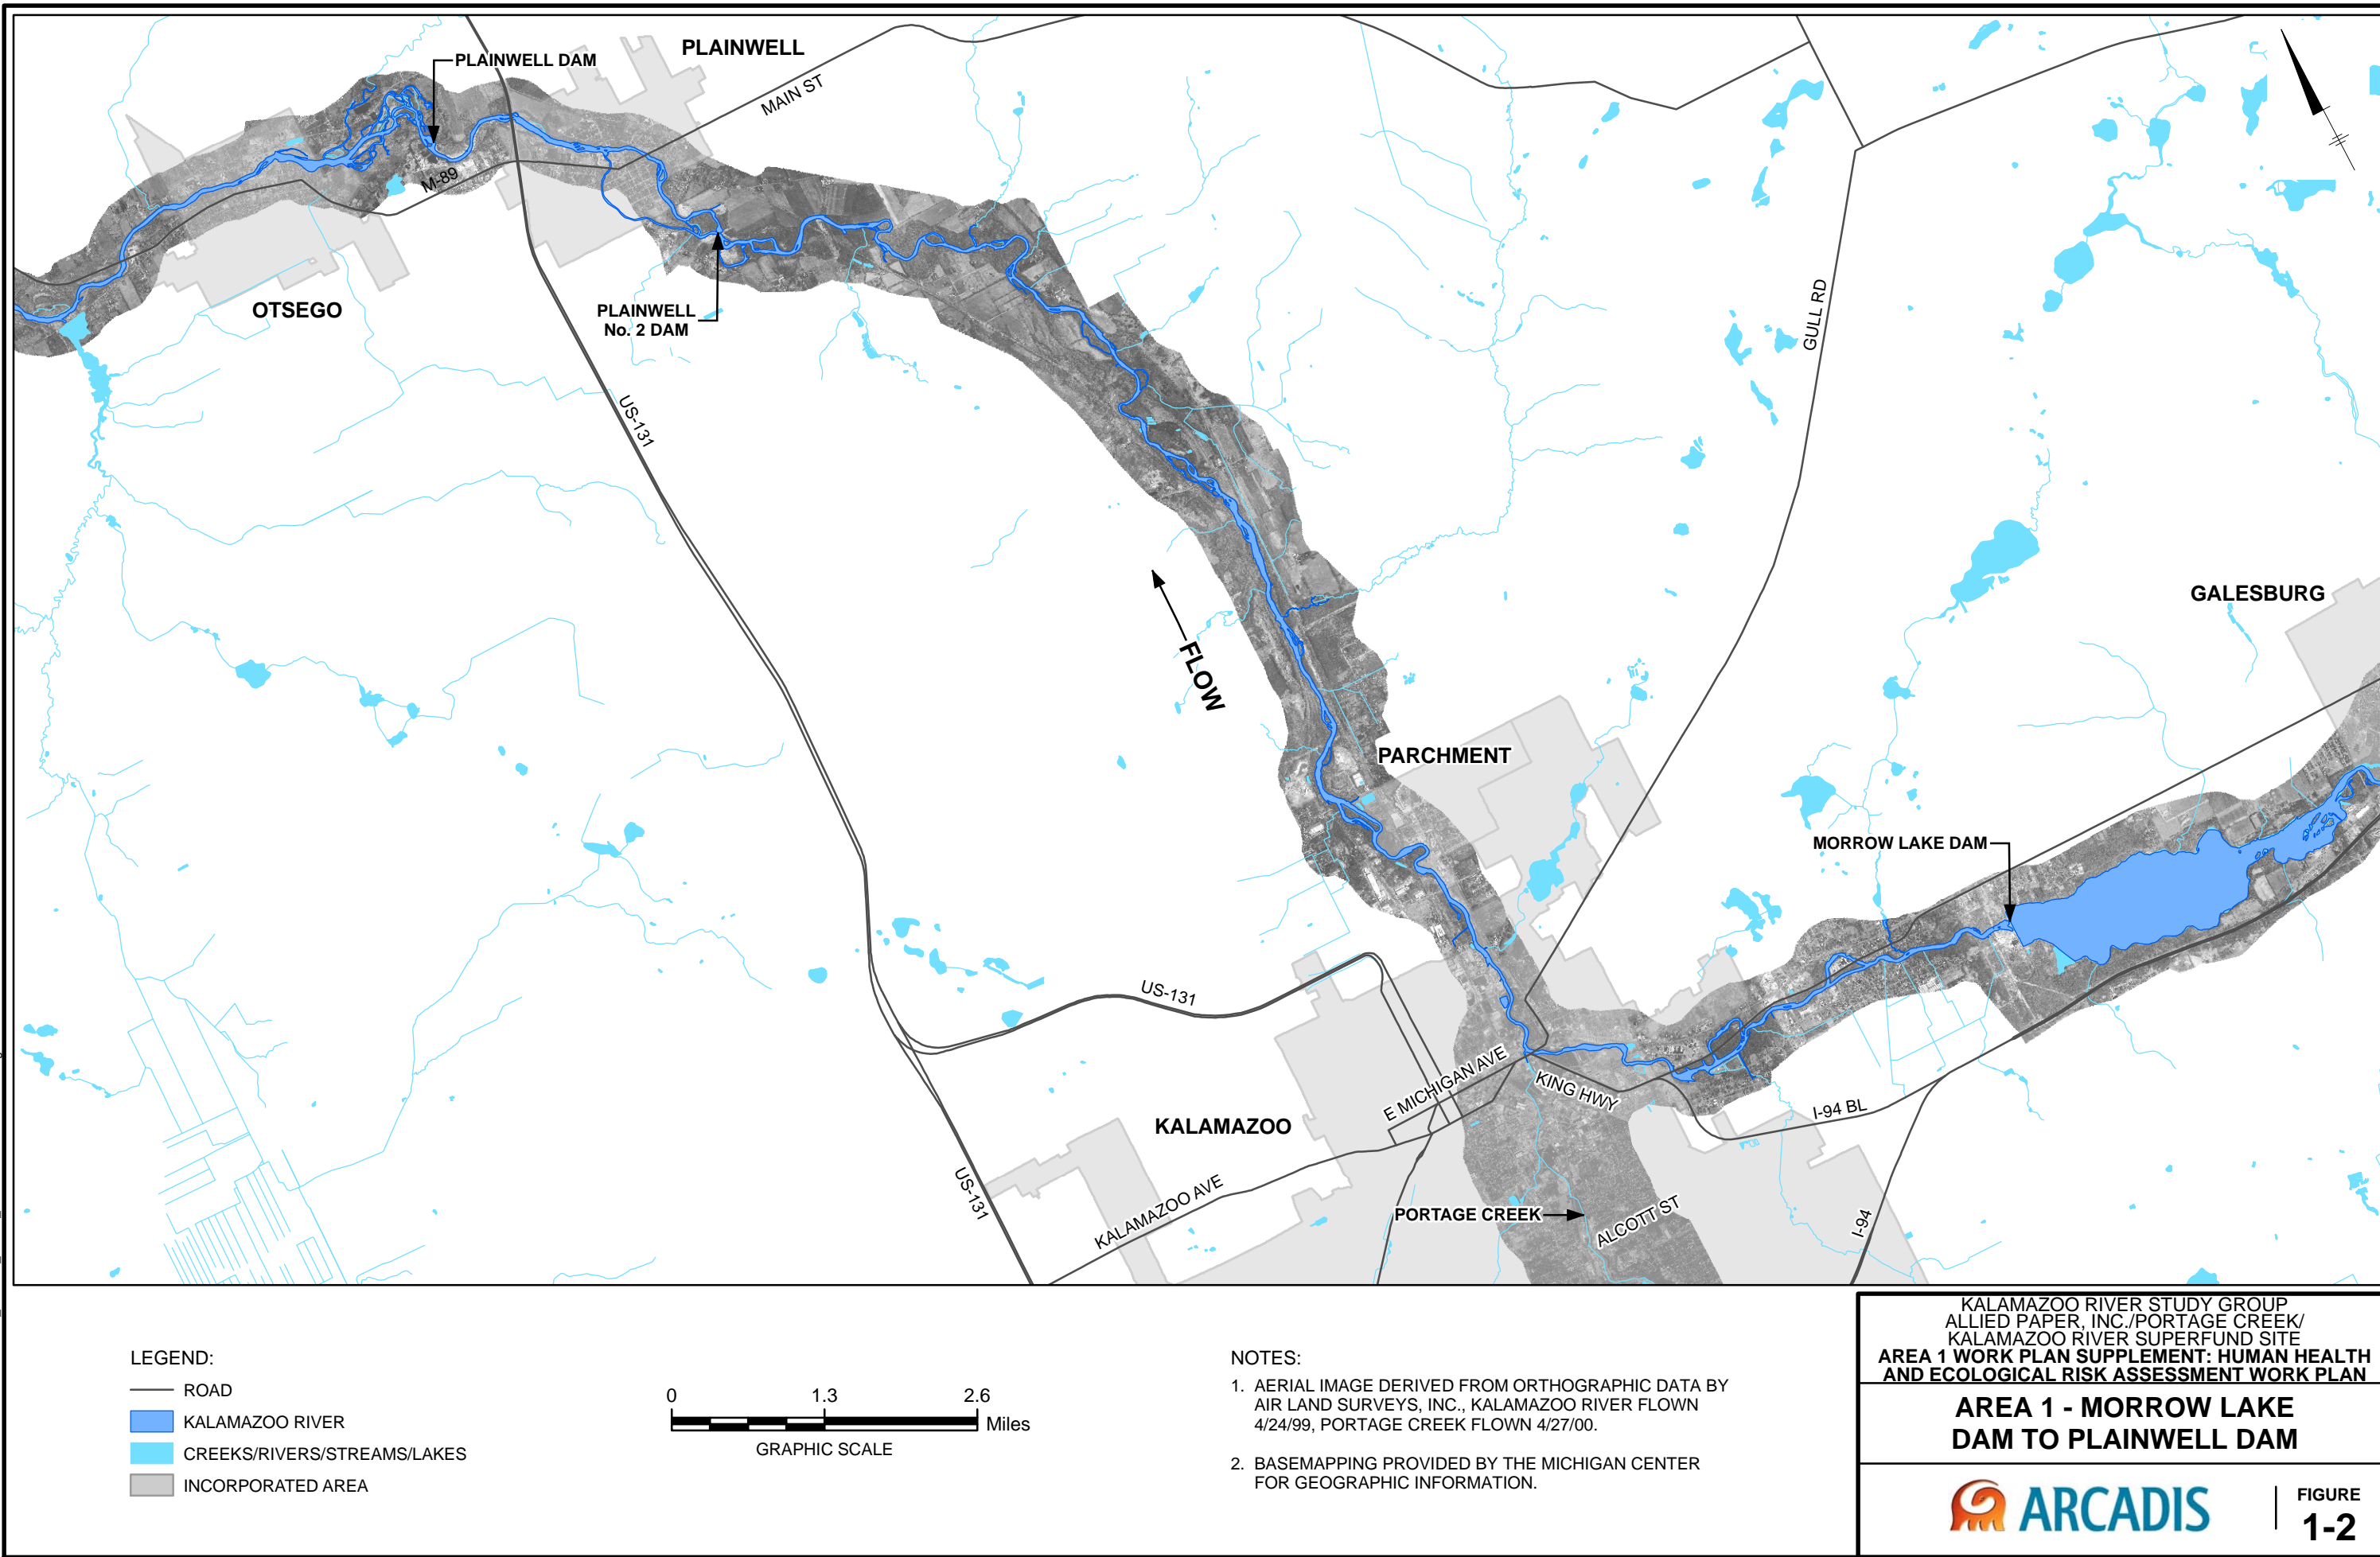 PLAINWELL
PLAINWELL DAM
MAIN ST
M-89
OTSEGO
PLAINWELL
No. 2 DAM
GULL RD
US-131
GALESBURG
FLOW
PARCHMENT
MORROW LAKE DAM
US-131
E MICHIGAN AVE
KING HWY
I-94 BL
KALAMAZOO
US-131
KALAMAZOO AVE
PORTAGE CREEK
ALCOTT ST
I-94
LEGEND:
ROAD
KALAMAZOO RIVER
CREEKS/RIVERS/STREAMS/LAKES
INCORPORATED AREA
0 1.3 2.6
Miles
GRAPHIC SCALE
NOTES:
1. AERIAL IMAGE DERIVED FROM ORTHOGRAPHIC DATA BY
AIR LAND SURVEYS, INC., KALAMAZOO RIVER FLOWN
4/24/99, PORTAGE CREEK FLOWN 4/27/00.
2. BASEMAPPING PROVIDED BY THE MICHIGAN CENTER
FOR GEOGRAPHIC INFORMATION.
KALAMAZOO RIVER STUDY GROUP
ALLIED PAPER, INC./PORTAGE CREEK/
KALAMAZOO RIVER SUPERFUND SITE
AREA 1 WORK PLAN SUPPLEMENT: HUMAN HEALTH
AND ECOLOGICAL RISK ASSESSMENT WORK PLAN
AREA 1 - MORROW LAKE
DAM TO PLAINWELL DAM
ARCADIS
FIGURE
1-2